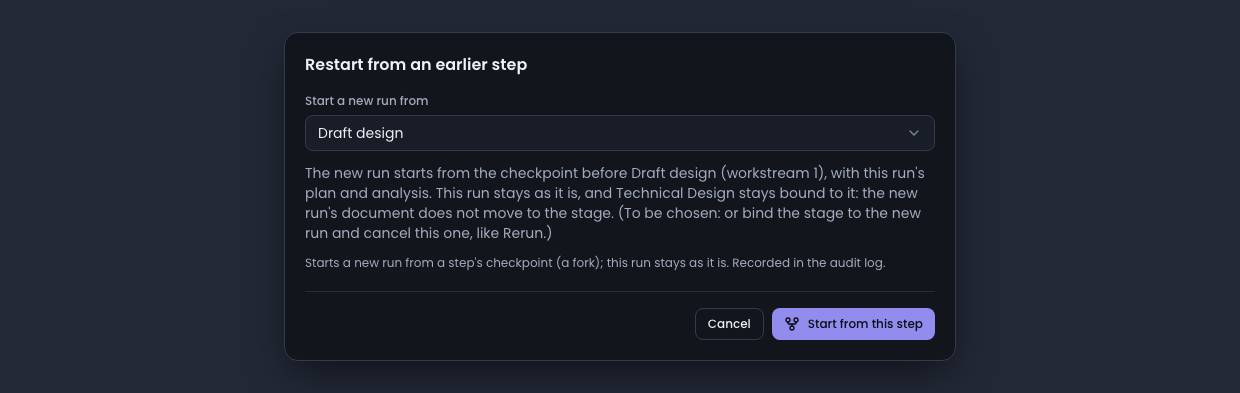 Restart from an earlier step
Start a new run from
Draft design
The new run starts from the checkpoint before Draft design (workstream 1), with this run's
plan and analysis. This run stays as it is, and Technical Design stays bound to it: the new
run's document does not move to the stage. (To be chosen: or bind the stage to the new
run and cancel this one, like Rerun.)
Starts a new run from a step's checkpoint (a fork); this run stays as it is. Recorded in the audit log.
Cancel
Start from this step